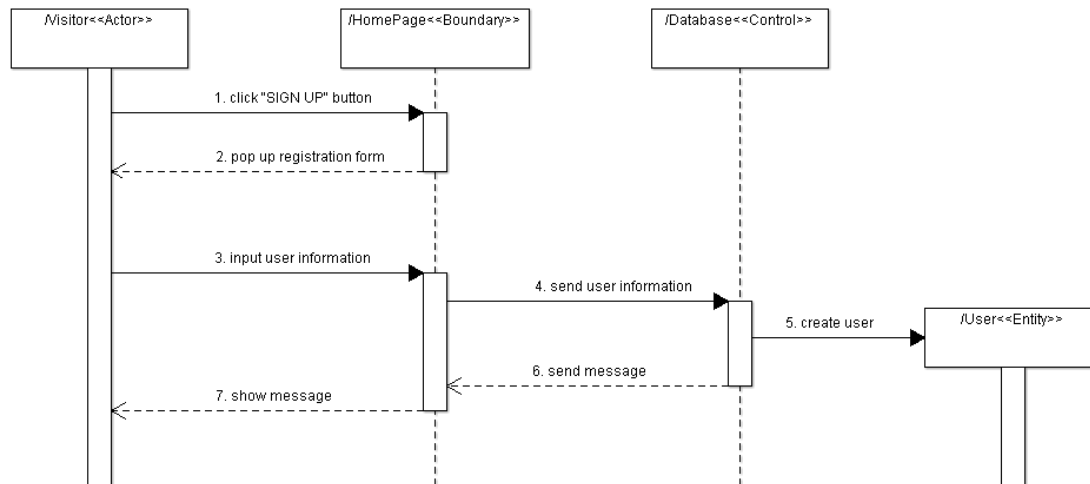 /Visitor<<Actor>>
/HomePage<<Boundary>>
/Database<<Control>>
1. click "SIGN UP" button
2. pop up registration form
3. input user information
4. send user information
5. create user
/User<<Entity>>
6. send message
7. show message